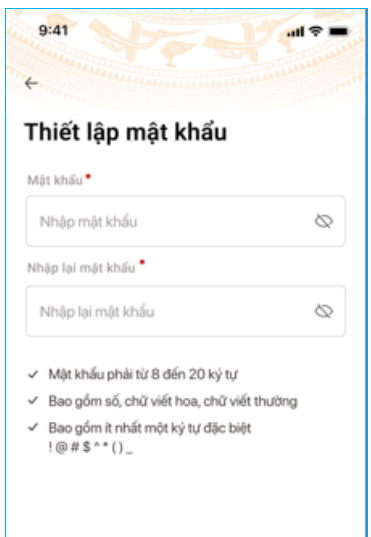 9:41
Thiết lập mật khẩu
Mật khẩu *
Nhập mật khẩu
Nhập lại mật khẩu *
Nhập lại mật khẩu
Mật khẩu phải từ 8 đến 20 ký tự
Bao gồm số, chữ viết hoa, chữ viết thường
Bao gồm ít nhất một ký tự đặc biệt
! @ # $ ^ * ( ) _